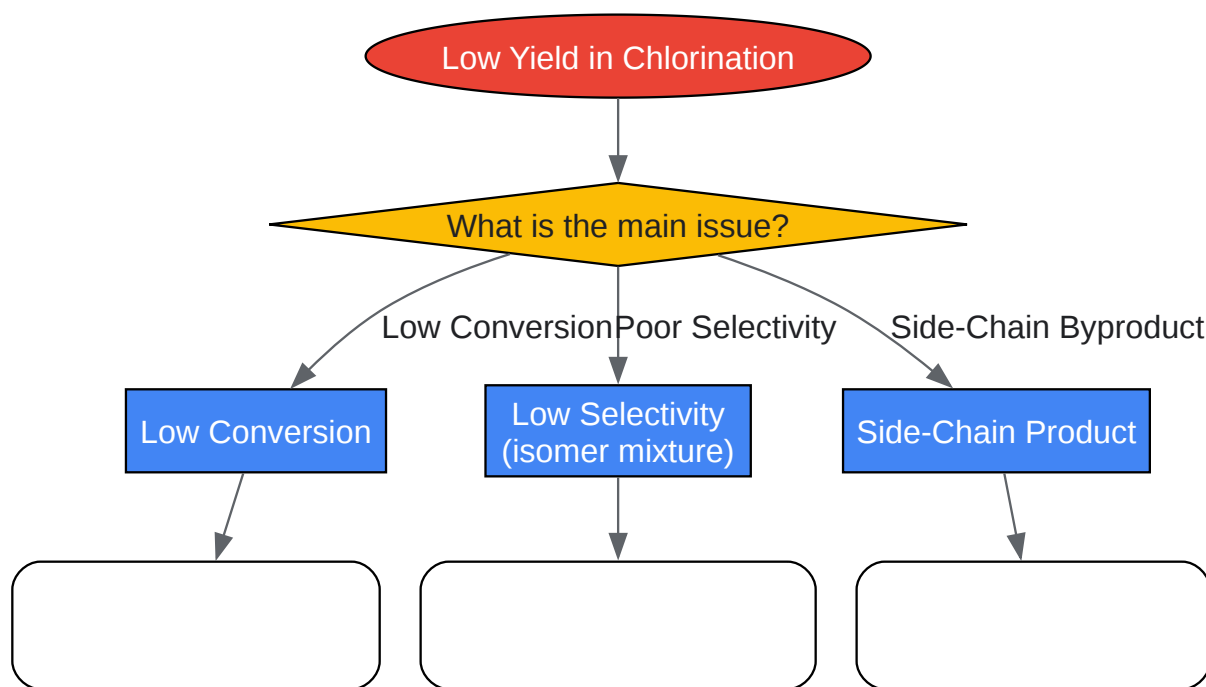 Low Yield in Chlorination
What is the main issue?
Low Conversion
Poor Selectivity
Side-Chain Byproduct
Low Conversion
Low Selectivity
(isomer mixture)
Side-Chain Product